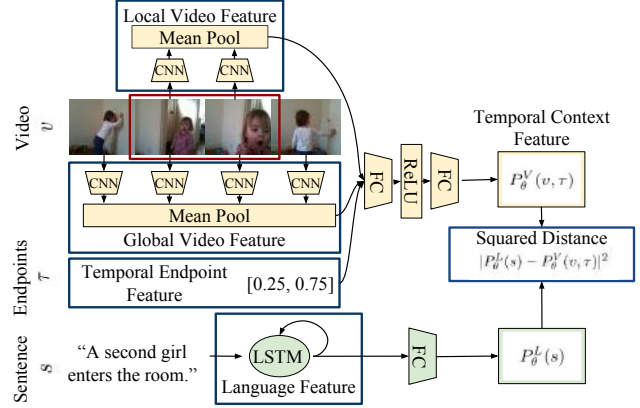 Local Video Feature
Mean Pool
CNN CNN
Video
v
CNN CNN CNN CNN
Mean Pool
Global Video Feature
FC
ReLU
FC
Temporal Context
Feature
P_θ^V(v, τ)
Squared Distance
|P_θ^L(s) − P_θ^V(v, τ)|²
Endpoints
τ
Temporal Endpoint
Feature
[0.25, 0.75]
Sentence
s
“A second girl
enters the room.”
LSTM
Language Feature
FC
P_θ^L(s)